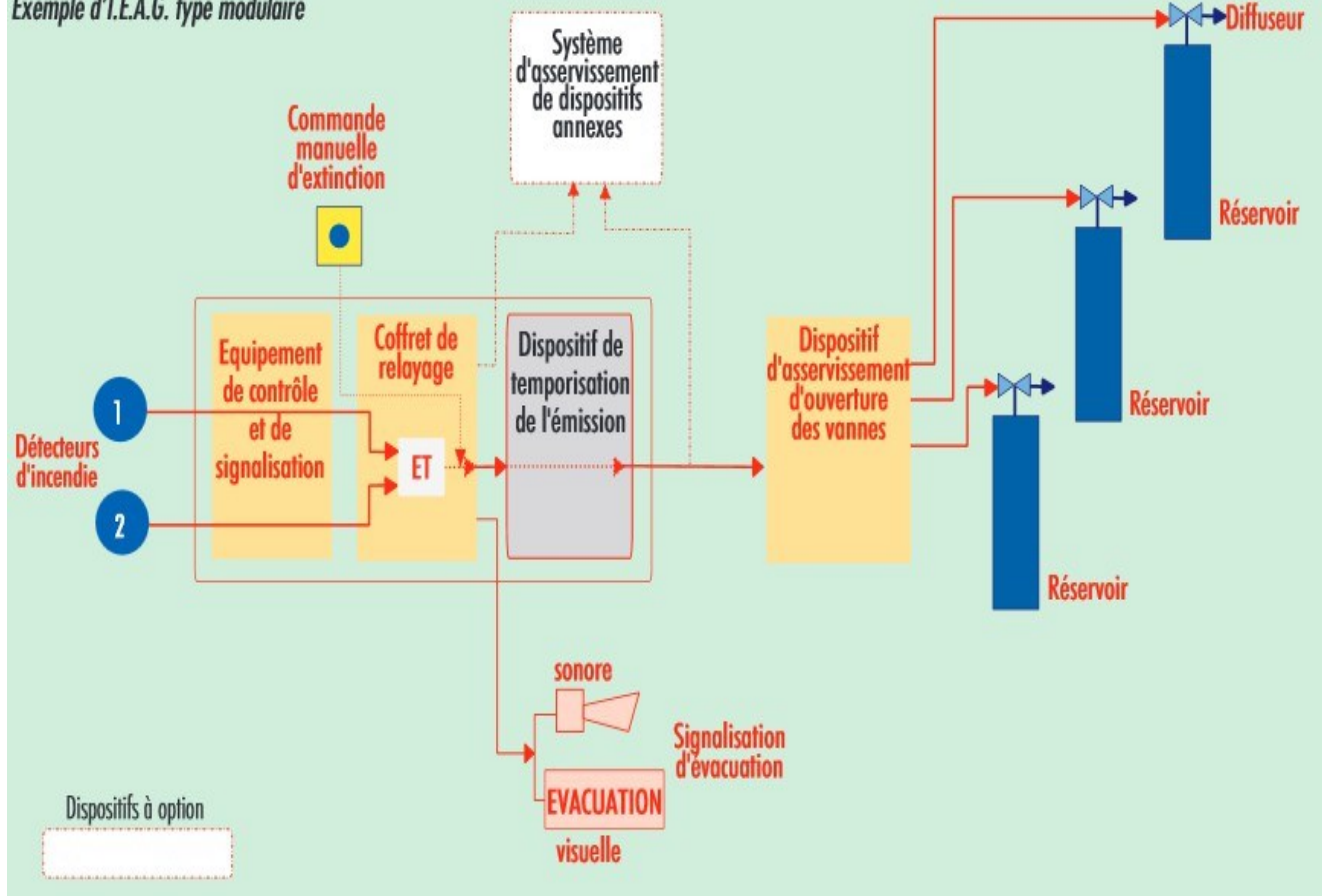 Exemple d'I.E.A.G. type modulaire
Diffuseur
Système
d'asservissement
de dispositifs
annexes
Commande
manuelle
d'extinction
Réservoir
Equipement
de contrôle
et de
signalisation
Coffret de
relayage
Dispositif de
temporisation
de l'émission
Dispositif
d'asservissement
d'ouverture
des vannes
Réservoir
1
Détecteurs
d'incendie
ET
2
Réservoir
sonore
Signalisation
d'évacuation
EVACUATION
visuelle
Dispositifs à option